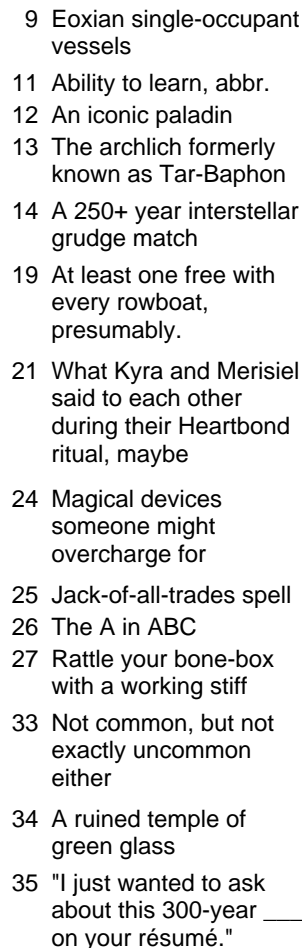 9 Eoxian single-occupant
vessels
11 Ability to learn, abbr.
12 An iconic paladin
13 The archlich formerly
known as Tar-Baphon
14 A 250+ year interstellar
grudge match
19 At least one free with
every rowboat,
presumably.
21 What Kyra and Merisiel
said to each other
during their Heartbond
ritual, maybe
24 Magical devices
someone might
overcharge for
25 Jack-of-all-trades spell
26 The A in ABC
27 Rattle your bone-box
with a working stiff
33 Not common, but not
exactly uncommon
either
34 A ruined temple of
green glass
35 "I just wanted to ask
about this 300-year ___
on your résumé."